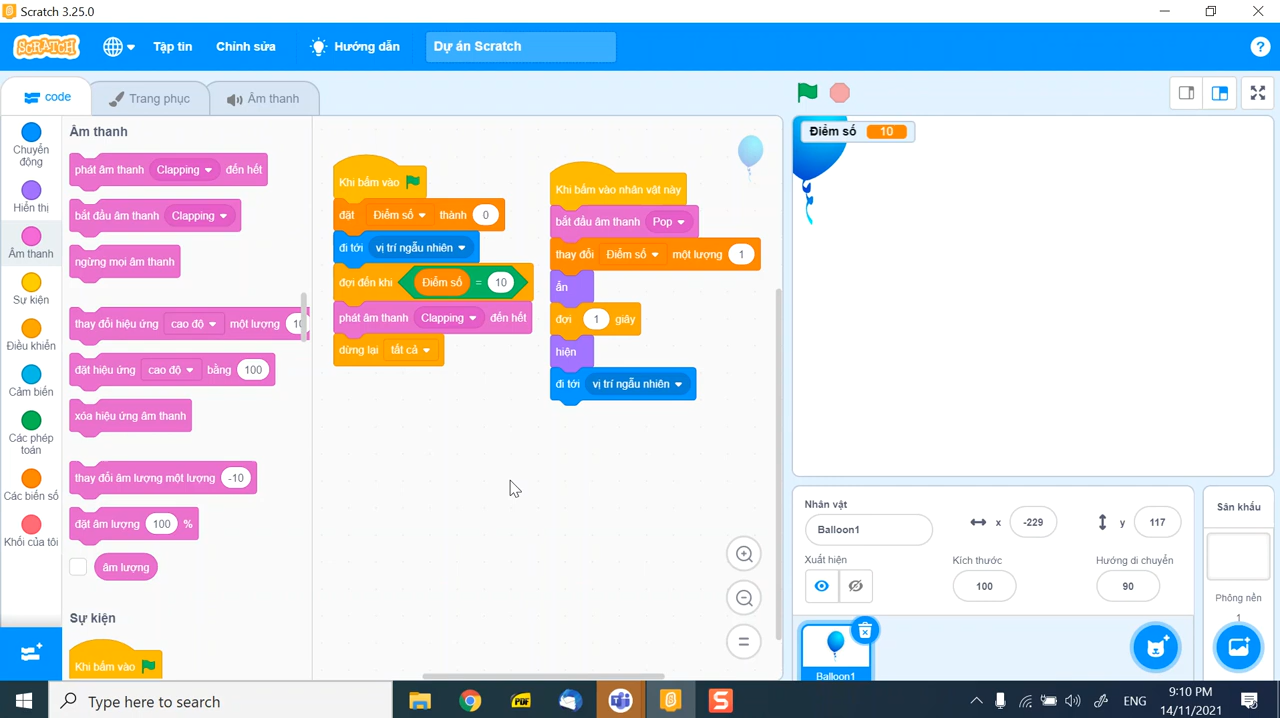 Scratch 3.25.0
SCRATCH
Tập tin
Chỉnh sửa
Hướng dẫn
Dự án Scratch
?
code
Trang phục
Âm thanh
Chuyển động
Hiển thị
Âm thanh
Sự kiện
Điều khiển
Cảm biến
Các phép toán
Các biến số
Khối của tôi
Âm thanh
phát âm thanh Clapping đến hết
bắt đầu âm thanh Clapping
ngừng mọi âm thanh
thay đổi hiệu ứng cao độ một lượng 10
đặt hiệu ứng cao độ bằng 100
xóa hiệu ứng âm thanh
thay đổi âm lượng một lượng -10
đặt âm lượng 100 %
âm lượng
Sự kiện
Khi bấm vào
Khi bấm vào
đặt Điểm số thành 0
đi tới vị trí ngẫu nhiên
đợi đến khi Điểm số = 10
phát âm thanh Clapping đến hết
dừng lại tất cả
Khi bấm vào nhân vật này
bắt đầu âm thanh Pop
thay đổi Điểm số một lượng 1
ẩn
đợi 1 giây
hiện
đi tới vị trí ngẫu nhiên
Điểm số 10
Nhân vật
Balloon1
x -229
y 117
Xuất hiện
Kích thước
100
Hướng di chuyển
90
Balloon1
Sân khấu
Phông nền
1
Type here to search
PDF
S
ENG
9:10 PM
14/11/2021